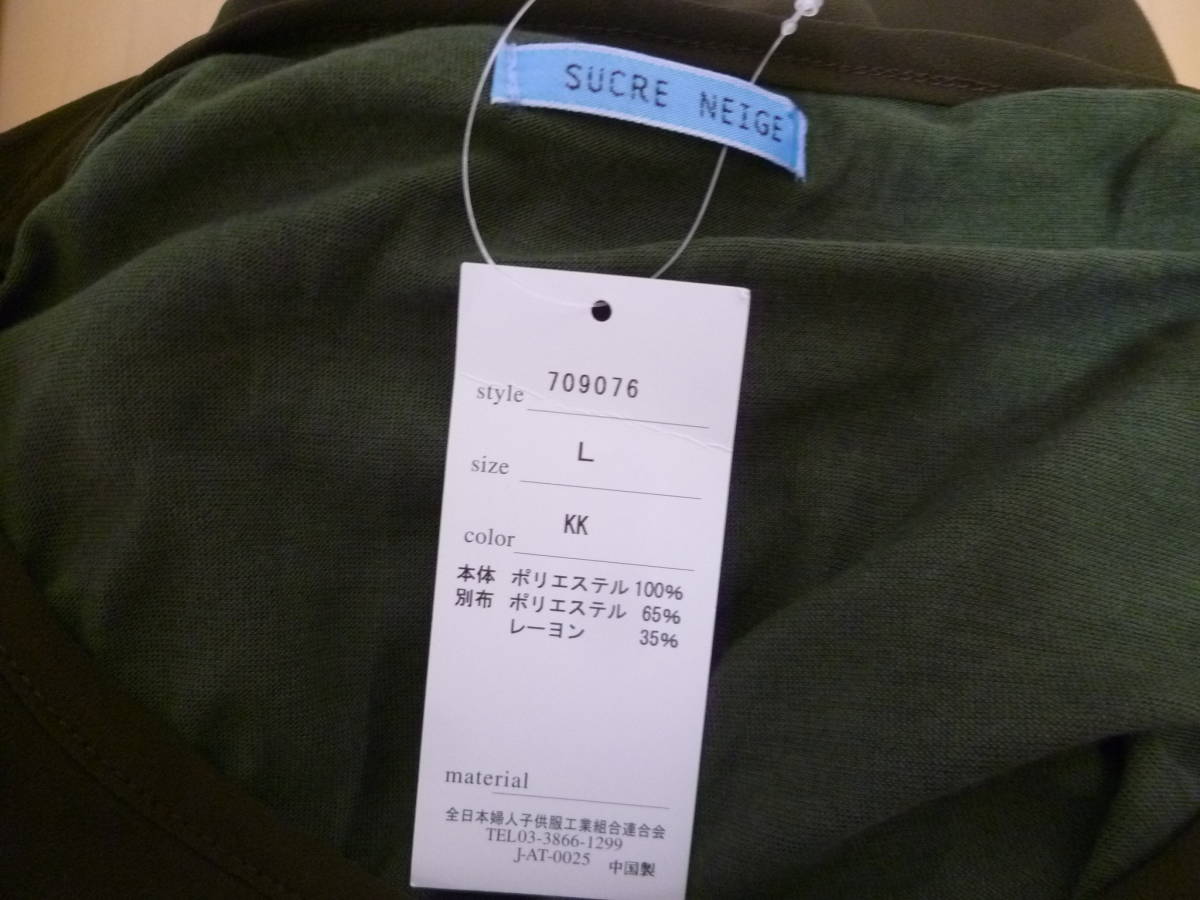 SUCRE NEIGE
style 709076
size L
color KK
本体 ポリエステル 100%
別布 ポリエステル 65%
レーヨン 35%
material
全日本婦人子供服工業組合連合会
TEL03-3866-1299
J-AT-0025 中国製